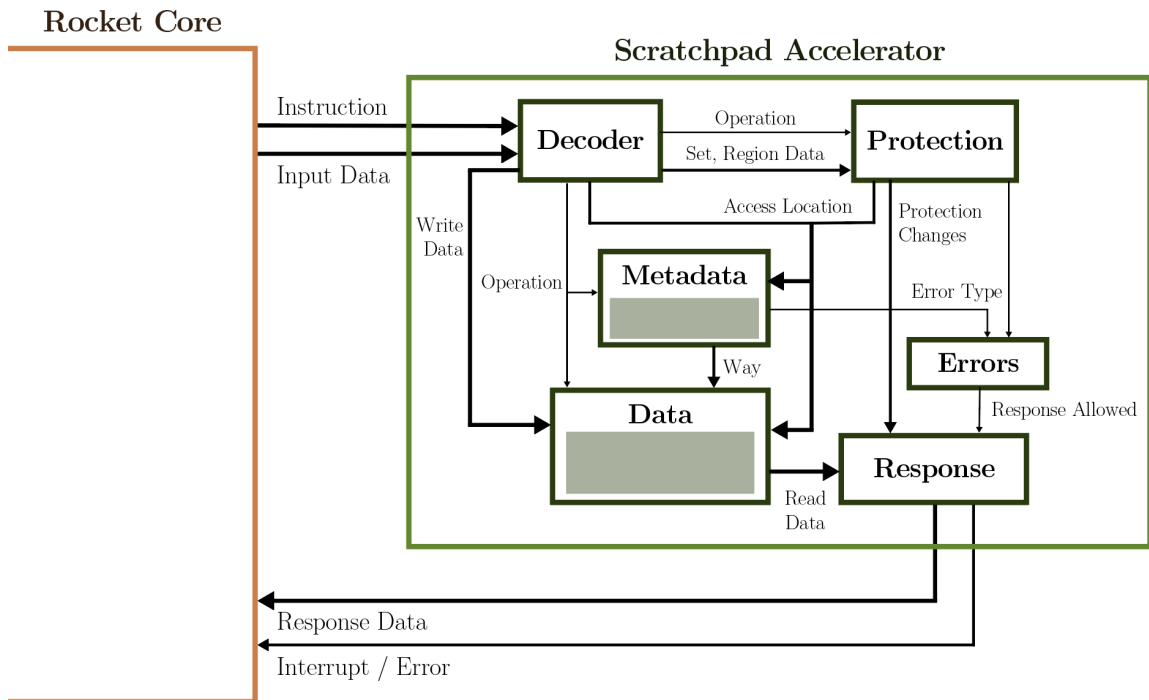 Rocket Core
Scratchpad Accelerator
Instruction
Input Data
Decoder
Operation
Set, Region Data
Protection
Access Location
Write
Data
Protection
Changes
Operation
Metadata
Error Type
Way
Errors
Data
Response Allowed
Response
Read
Data
Response Data
Interrupt / Error